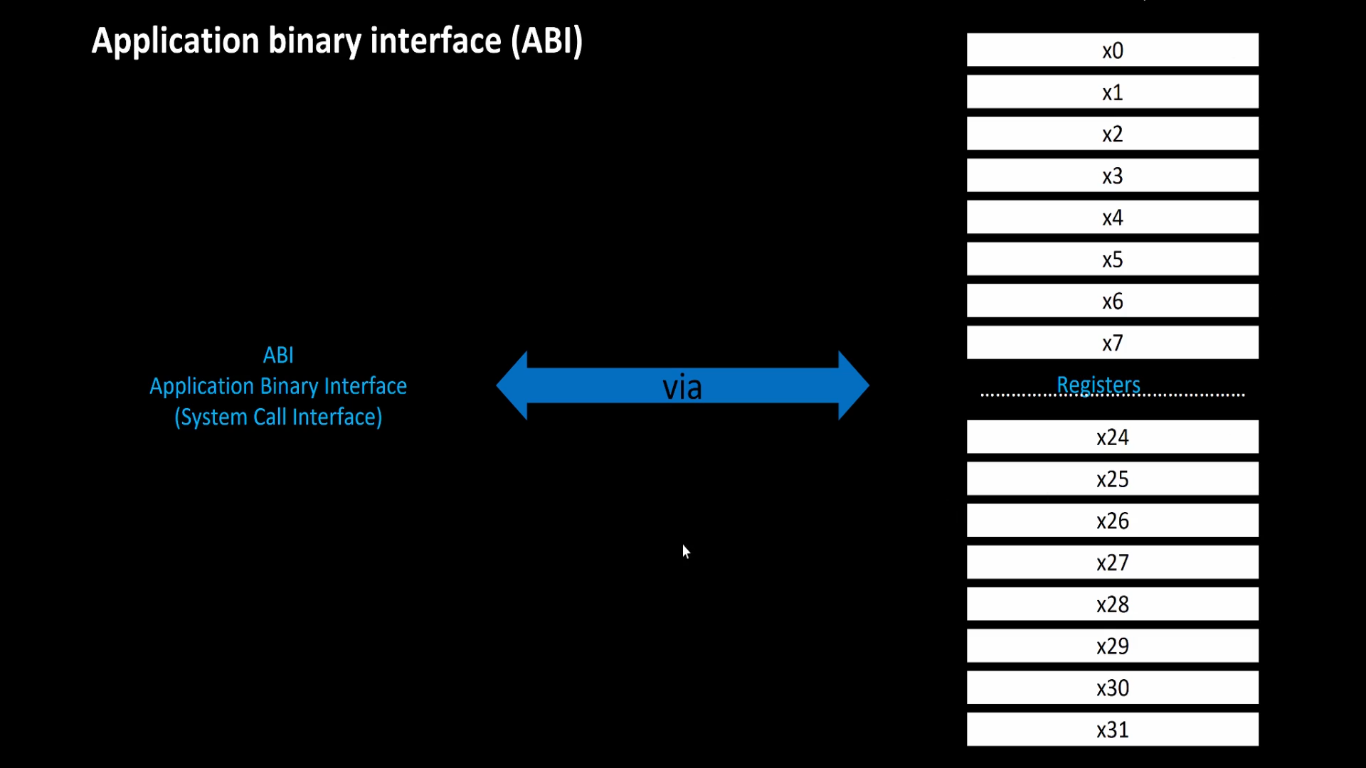 Application binary interface (ABI)
ABI
Application Binary Interface
(System Call Interface)
via
x0
x1
x2
x3
x4
x5
x6
x7
Registers
x24
x25
x26
x27
x28
x29
x30
x31